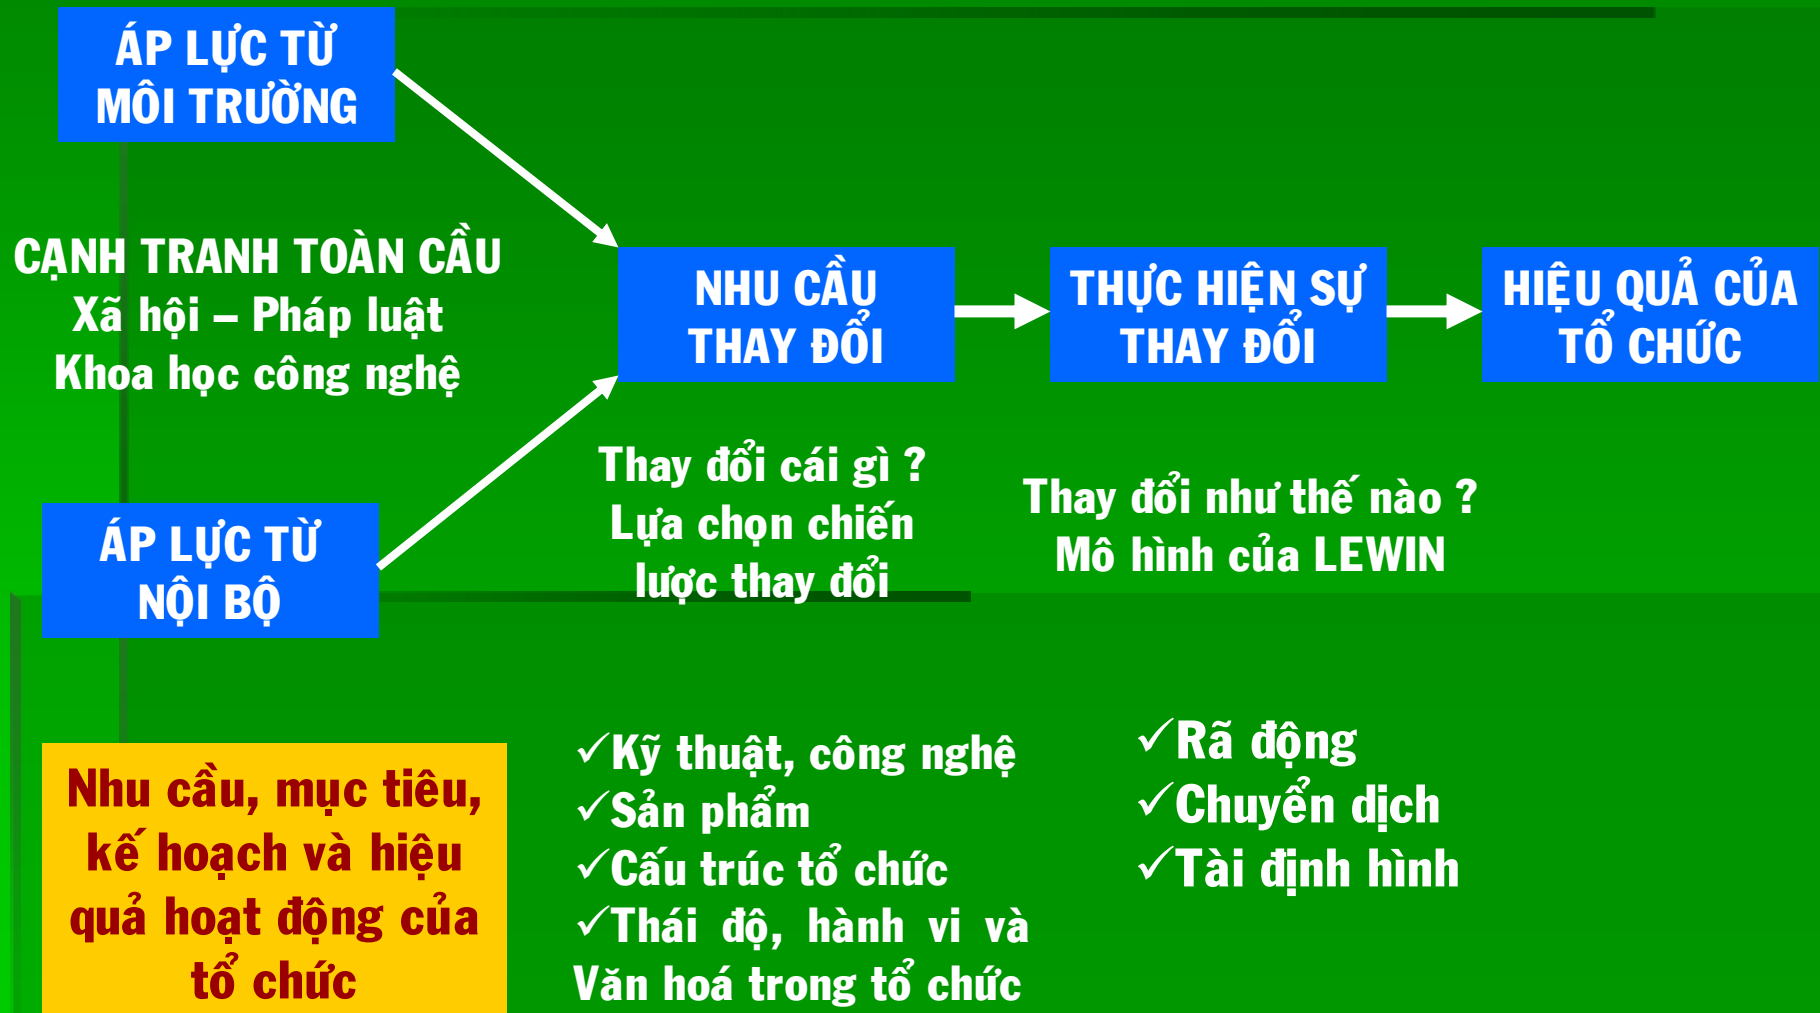 ÁP LỰC TỪ
MÔI TRƯỜNG
CẠNH TRANH TOÀN CẦU
Xã hội – Pháp luật
Khoa học công nghệ
ÁP LỰC TỪ
NỘI BỘ
Nhu cầu, mục tiêu,
kế hoạch và hiệu
quả hoạt động của
tổ chức
NHU CẦU
THAY ĐỔI
Thay đổi cái gì ?
Lựa chọn chiến
lược thay đổi
✓Kỹ thuật, công nghệ
✓Sản phẩm
✓Cấu trúc tổ chức
✓Thái độ, hành vi và
Văn hoá trong tổ chức
THỰC HIỆN SỰ
THAY ĐỔI
Thay đổi như thế nào ?
Mô hình của LEWIN
✓Rã động
✓Chuyển dịch
✓Tài định hình
HIỆU QUẢ CỦA
TỔ CHỨC